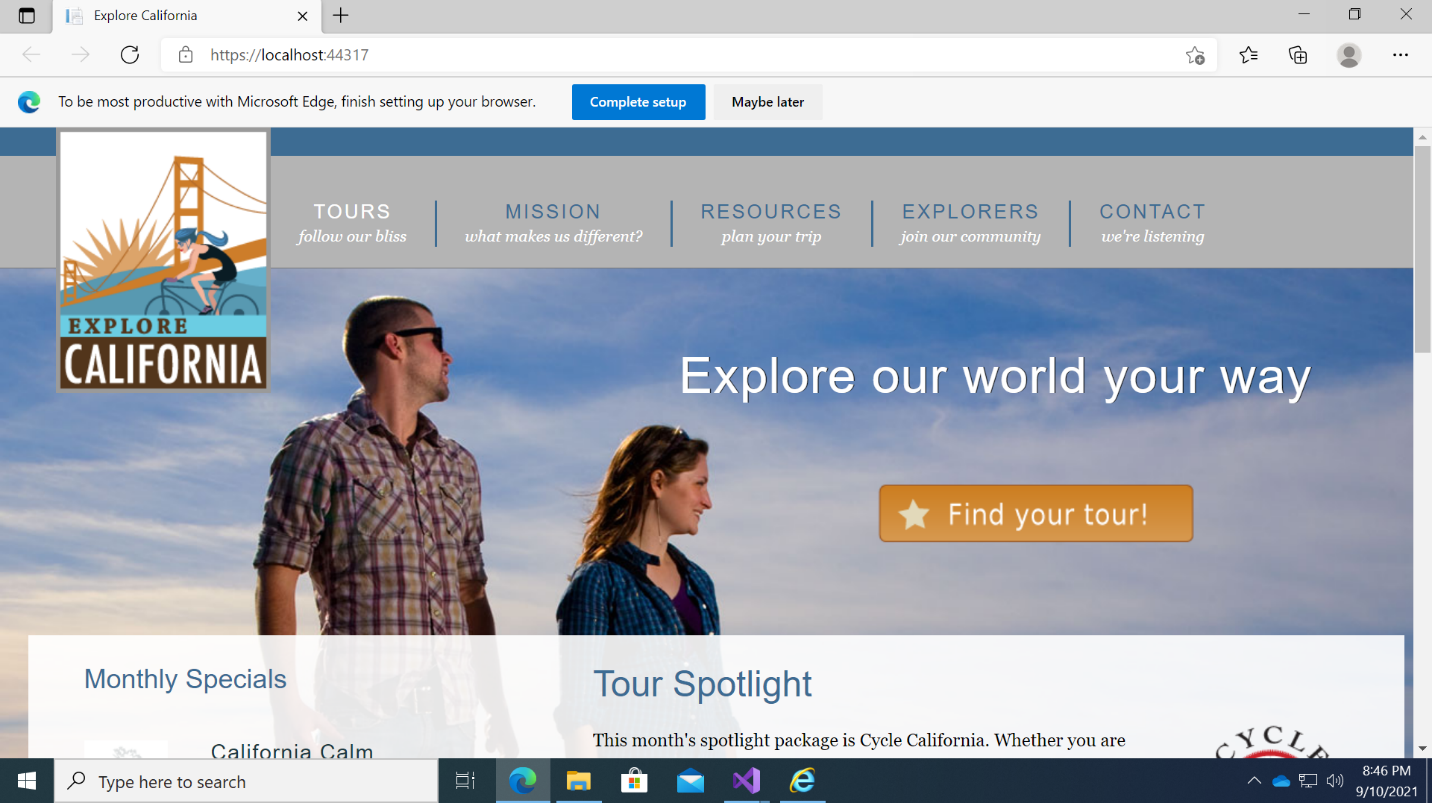 Explore California
https://localhost:44317
To be most productive with Microsoft Edge, finish setting up your browser.
Complete setup
Maybe later
EXPLORE
CALIFORNIA
TOURS
follow our bliss
MISSION
what makes us different?
RESOURCES
plan your trip
EXPLORERS
join our community
CONTACT
we're listening
Explore our world your way
Find your tour!
Monthly Specials
California Calm
Tour Spotlight
This month's spotlight package is Cycle California. Whether you are
CYCLE
Type here to search
8:46 PM
9/10/2021